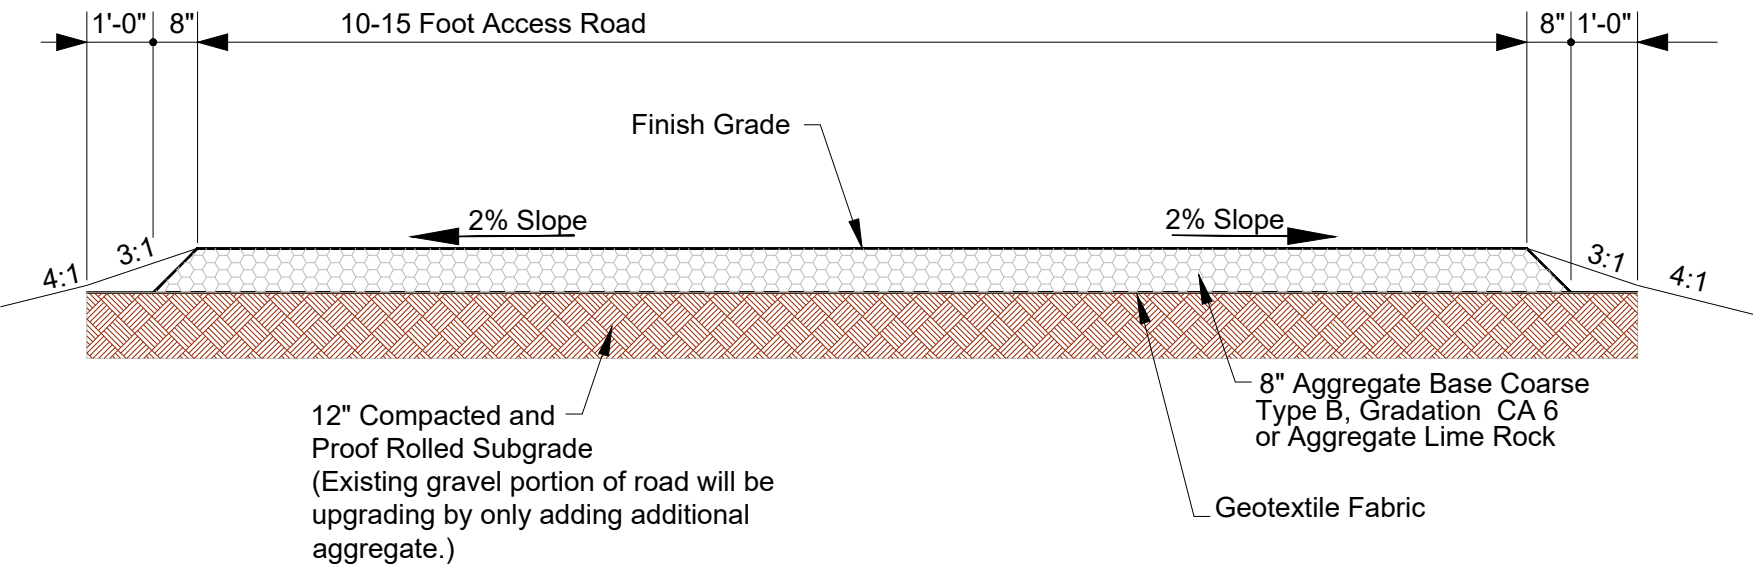 1'-0" 8" 10-15 Foot Access Road 8" 1'-0"
Finish Grade
2% Slope 2% Slope
4:1 3:1 3:1 4:1
12" Compacted and
Proof Rolled Subgrade
(Existing gravel portion of road will be
upgrading by only adding additional
aggregate.)
8" Aggregate Base Coarse
Type B, Gradation CA 6
or Aggregate Lime Rock
Geotextile Fabric